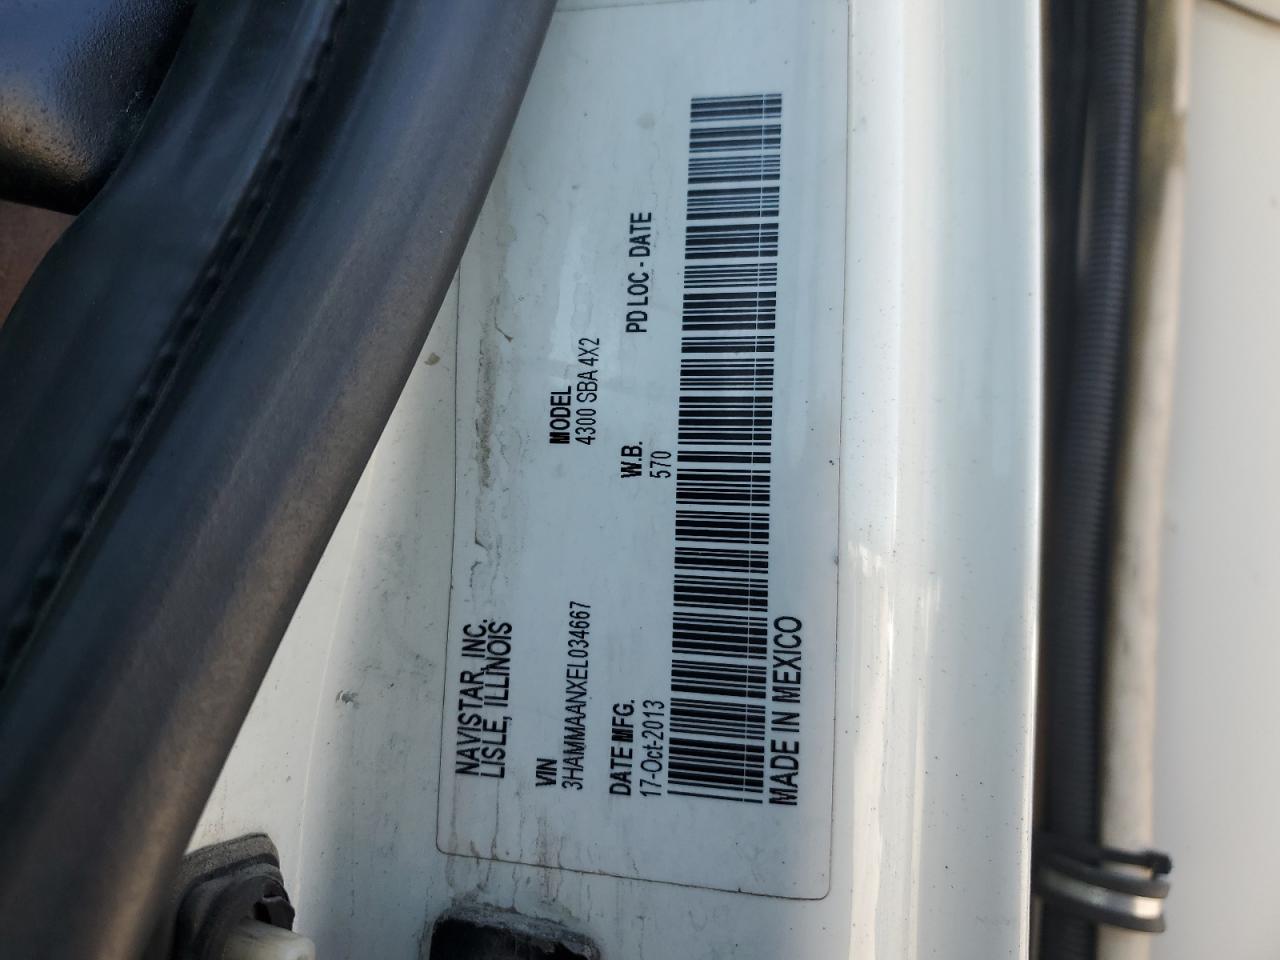 NAVISTAR, INC.
LISLE, ILLINOIS
VIN
3HAMMAANXEL034667
MODEL
4300 SBA 4X2
DATE MFG.
17-Oct-2013
W.B.
570
PD LOC - DATE
MADE IN MEXICO